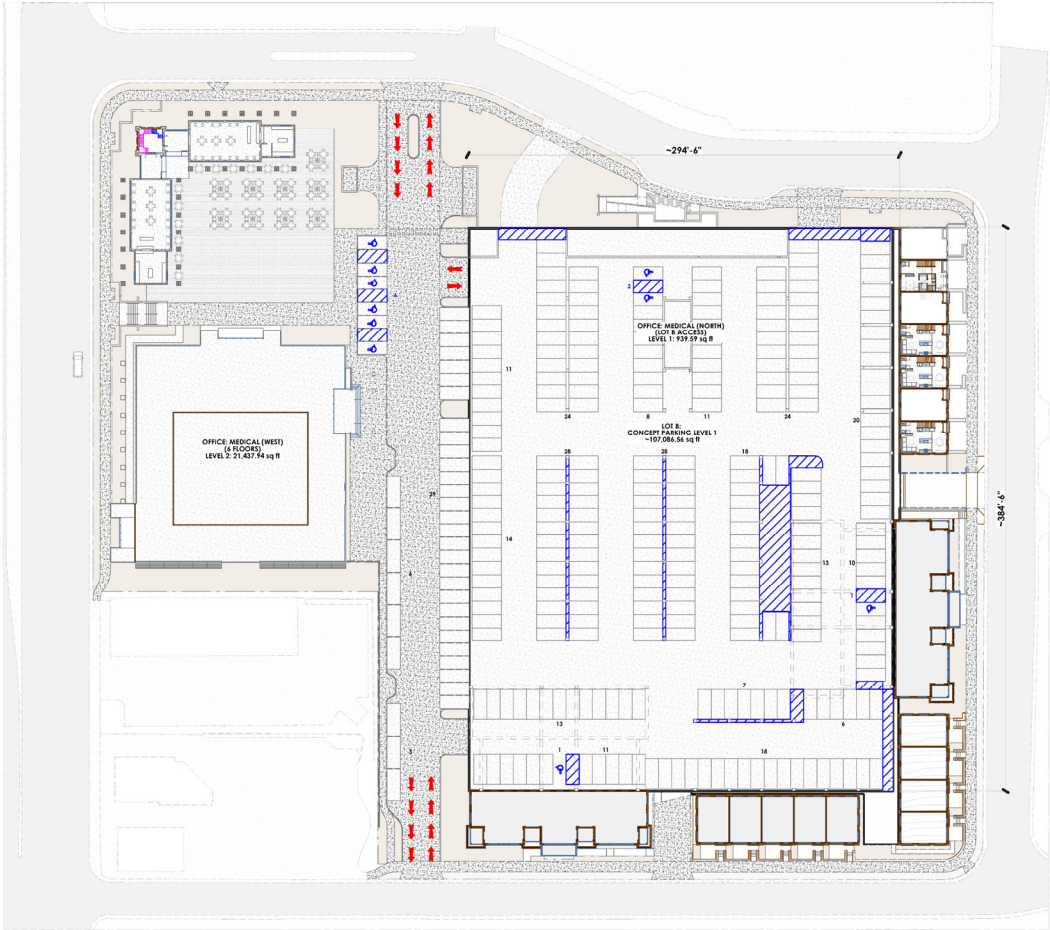 ~294'-6"
6
2
OFFICE: MEDICAL (NORTH)
(LOT B ACCESS)
LEVEL 1: 939.59 sq ft
11
24
8
11
24
20
LOT B:
CONCEPT PARKING LEVEL 1
~107,086.56 sq ft
OFFICE: MEDICAL (WEST)
(6 FLOORS)
LEVEL 2: 21,437.94 sq ft
28
28
18
29
~384'-6"
14
13
10
6
1
7
13
6
3
1
11
18